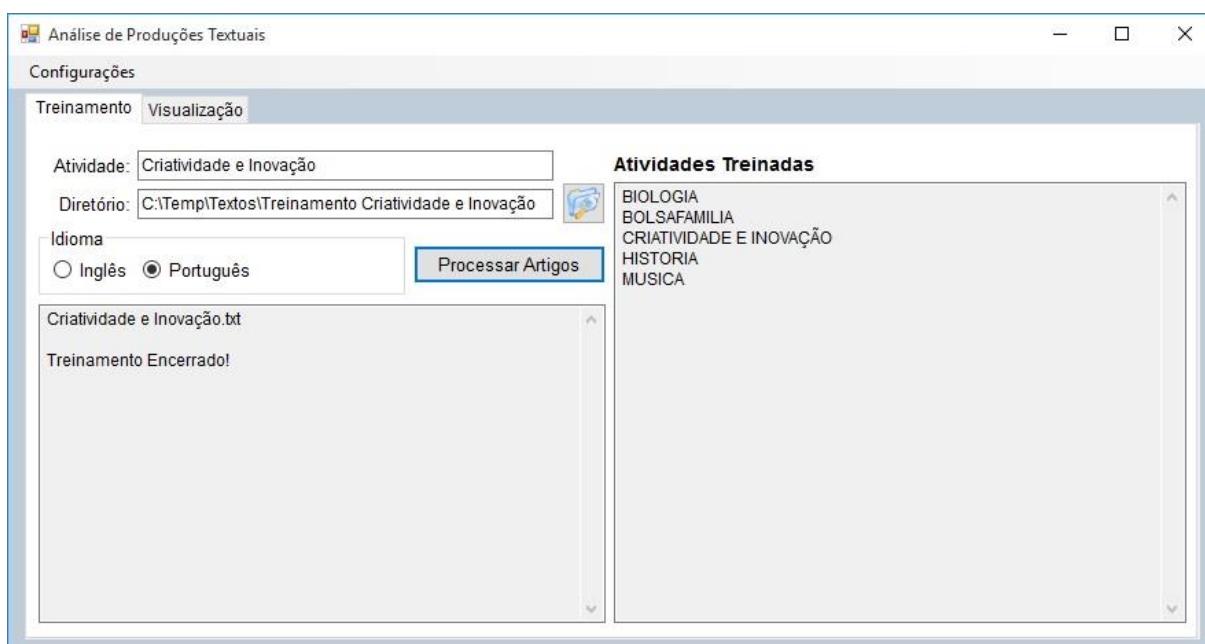 Análise de Produções Textuais
Configurações
Treinamento Visualização
Atividade: Criatividade e Inovação
Diretório: C:\Temp\Textos\Treinamento Criatividade e Inovação
Idioma
Inglês Português
Processar Artigos
Criatividade e Inovação.txt
Treinamento Encerrado!
Atividades Treinadas
BIOLOGIA
BOLSAFAMILIA
CRIATIVIDADE E INOVAÇÃO
HISTORIA
MUSICA